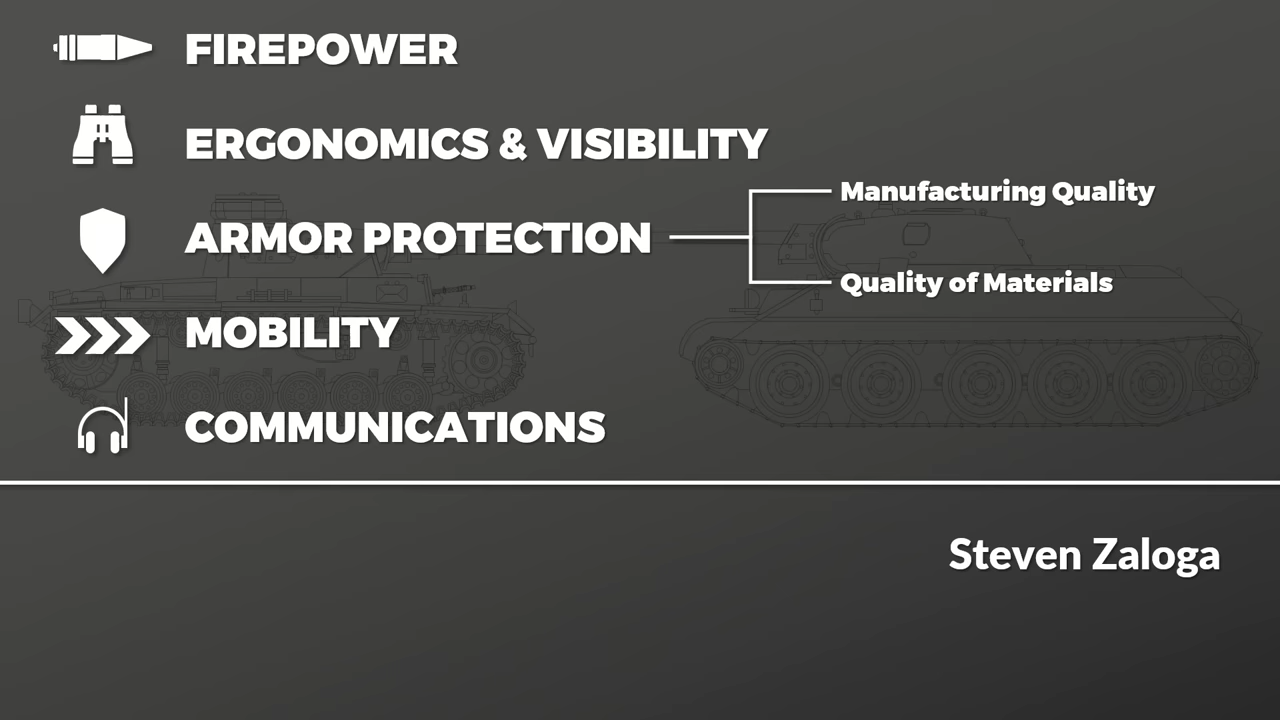 FIREPOWER
ERGONOMICS & VISIBILITY
ARMOR PROTECTION
Manufacturing Quality
Quality of Materials
MOBILITY
COMMUNICATIONS
Steven Zaloga